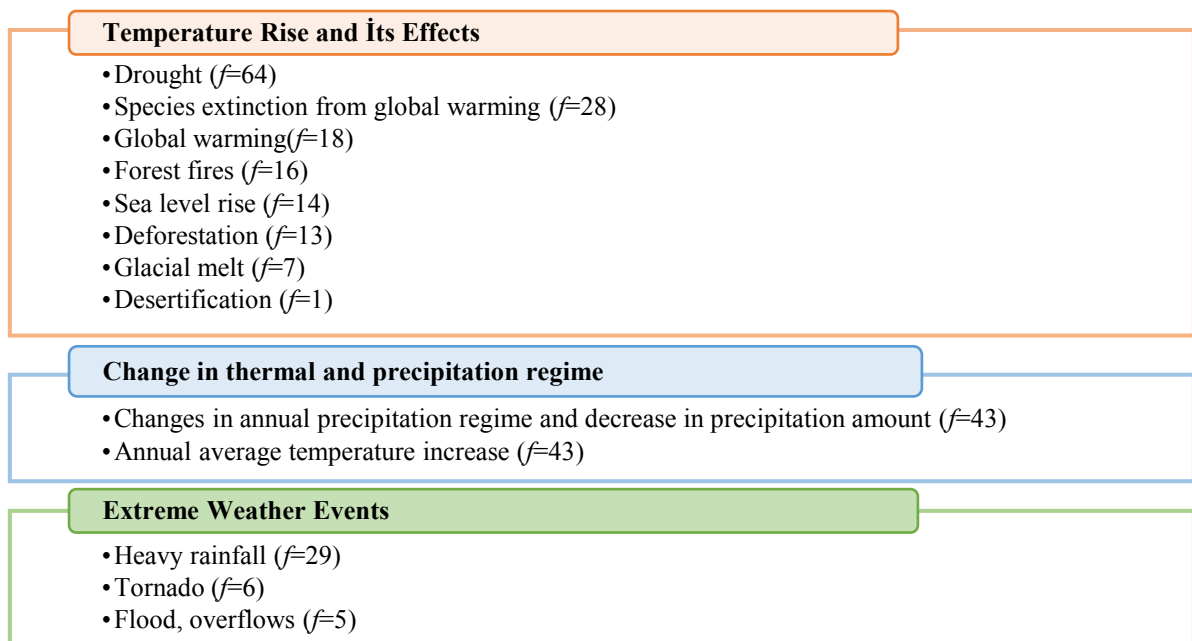 Temperature Rise and İts Effects
•Drought (f=64)
•Species extinction from global warming (f=28)
•Global warming(f=18)
•Forest fires (f=16)
•Sea level rise (f=14)
•Deforestation (f=13)
•Glacial melt (f=7)
•Desertification (f=1)
Change in thermal and precipitation regime
•Changes in annual precipitation regime and decrease in precipitation amount (f=43)
•Annual average temperature increase (f=43)
Extreme Weather Events
•Heavy rainfall (f=29)
•Tornado (f=6)
•Flood, overflows (f=5)